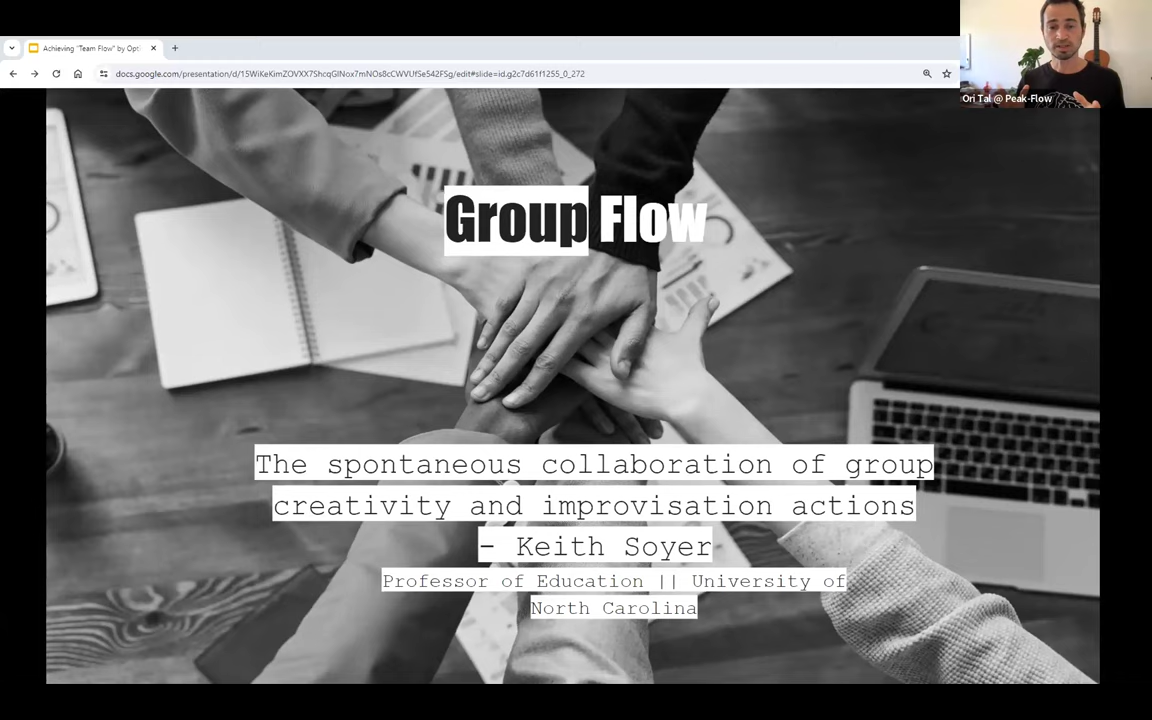 Achieving "Team Flow" by Opti
docs.google.com/presentation/d/15WiKeKimZOVXX7ShcqGlNox7mNOs8cCWVUfSe542FSg/edit#slide=id.g2c7d61f1255_0_272
Ori Tal @ Peak-Flow
Group Flow
The spontaneous collaboration of group
creativity and improvisation actions
- Keith Soyer
Professor of Education || University of
North Carolina